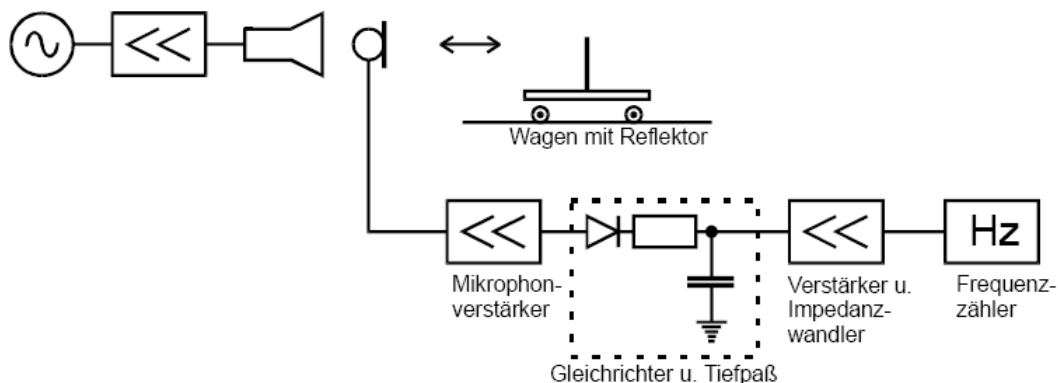 Wagen mit Reflektor
Hz
Mikrophon-
verstärker
Verstärker u.
Impedanz-
wandler
Frequenz-
zähler
Gleichrichter u. Tiefpaß